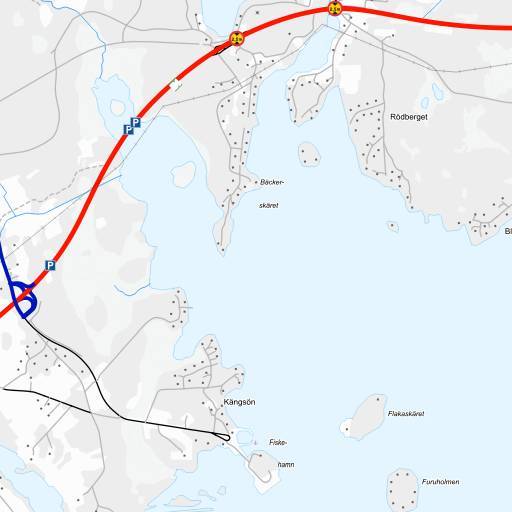 Rödberget
Bäcker-
skäret
Bl
P
P
P
Kängsön
Flakaskäret
Fiske-
hamn
Furuholmen